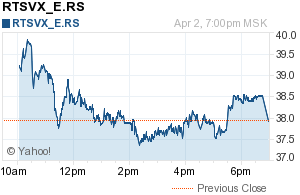 RTSVX_E.RS
RTSVX_E.RS Apr 2, 7:00pm MSK
40.0
39.5
39.0
38.5
38.0
37.5
37.0
© Yahoo!
10am 12pm 2pm 4pm 6pm
Previous Close